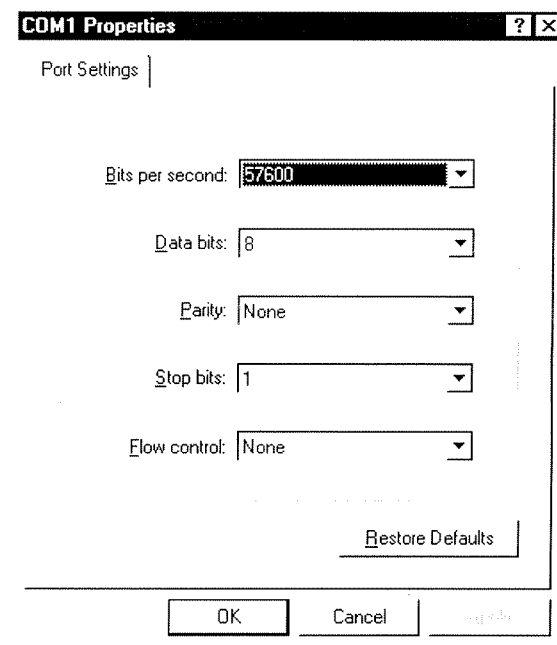 COM1 Properties ? ×
Port Settings
Bits per second: 57600
Data bits: 8
Parity: None
Stop bits: 1
Flow control: None
Restore Defaults
OK Cancel